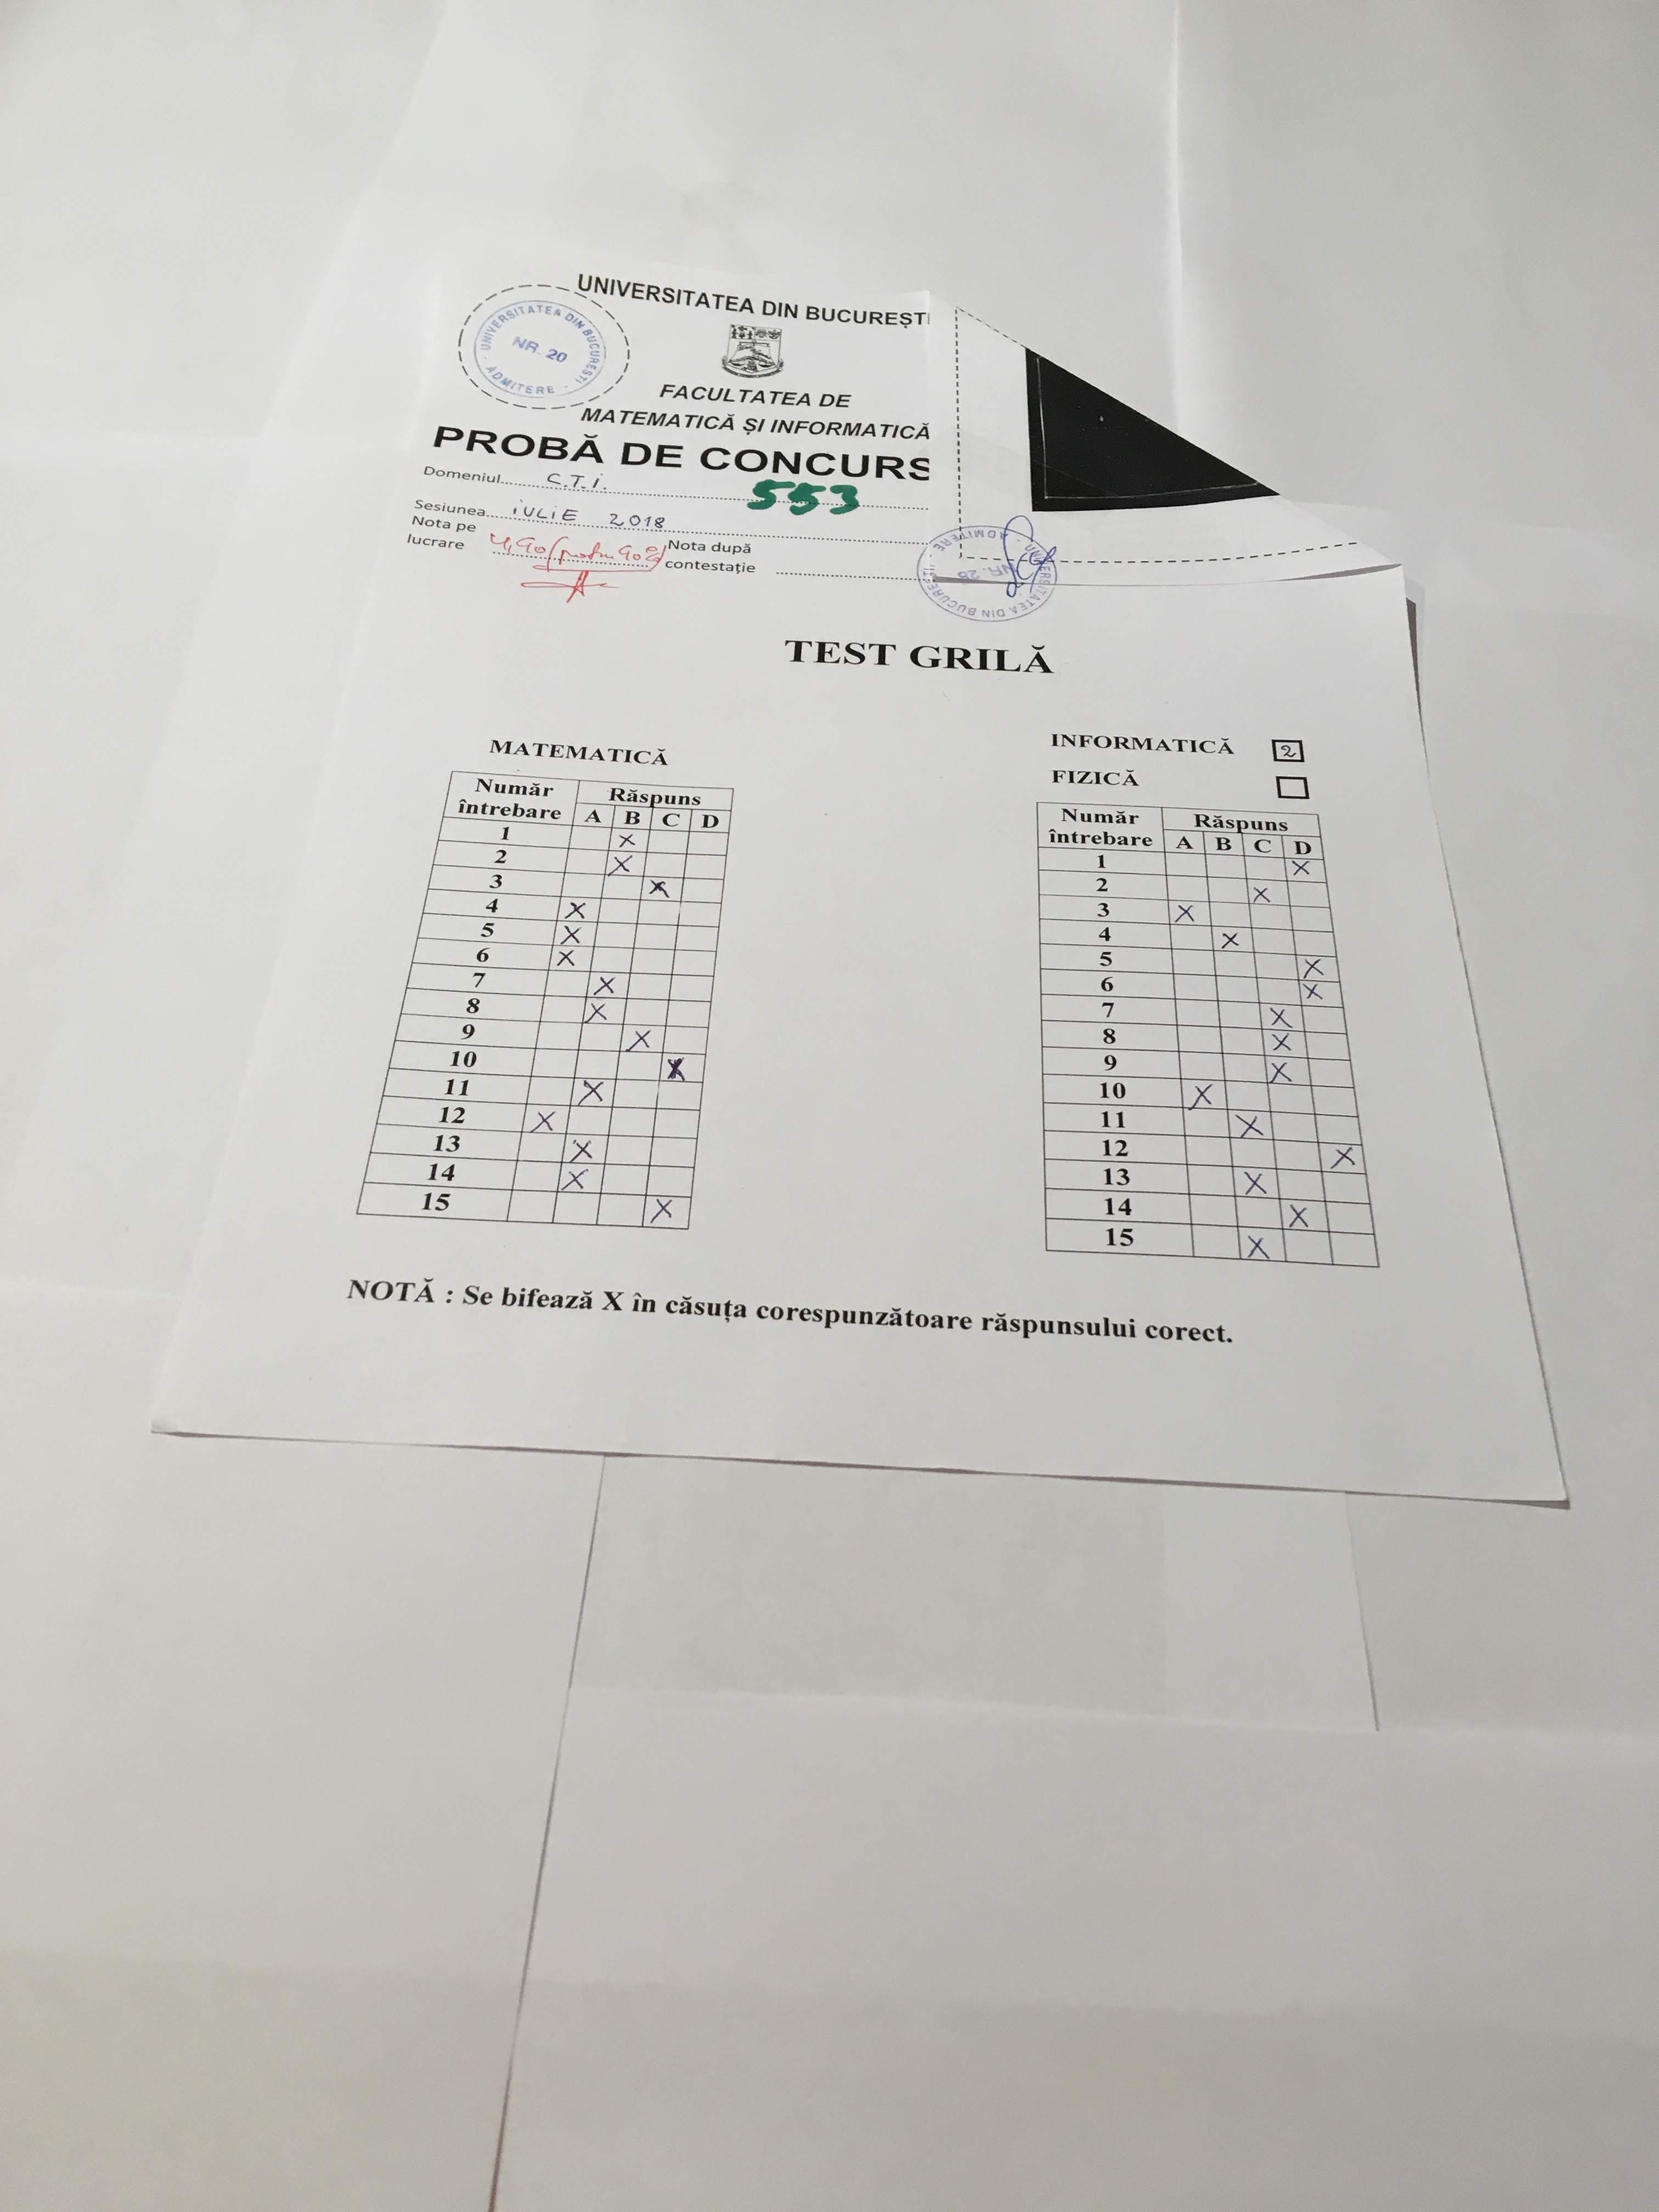 UNIVERSITATEA DIN BUCUREȘTI
UNIVERSITATEA DIN BUCUREȘTI
NR. 20
ADMITERE
FACULTATEA DE
MATEMATICĂ ȘI INFORMATICĂ
PROBĂ DE CONCURS
Domeniul C.T.I.
553
Sesiunea iULiE 2018
Nota pe
lucrare 4,90
Nota după
contestație
UNIVERSITATEA DIN BUCUREȘTI
ADMITERE
TEST GRILĂ
MATEMATICĂ
Număr întrebare Răspuns
A B C D
1 X
2 X
3 X
4 X
5 X
6 X
7 X
8 X
9 X
10 X
11 X
12 X
13 X
14 X
15 X
INFORMATICĂ 2
FIZICĂ
Număr întrebare Răspuns
A B C D
1 X
2 X
3 X
4 X
5 X
6 X
7 X
8 X
9 X
10 X
11 X
12 X
13 X
14 X
15 X
NOTĂ : Se bifează X în căsuța corespunzătoare răspunsului corect.